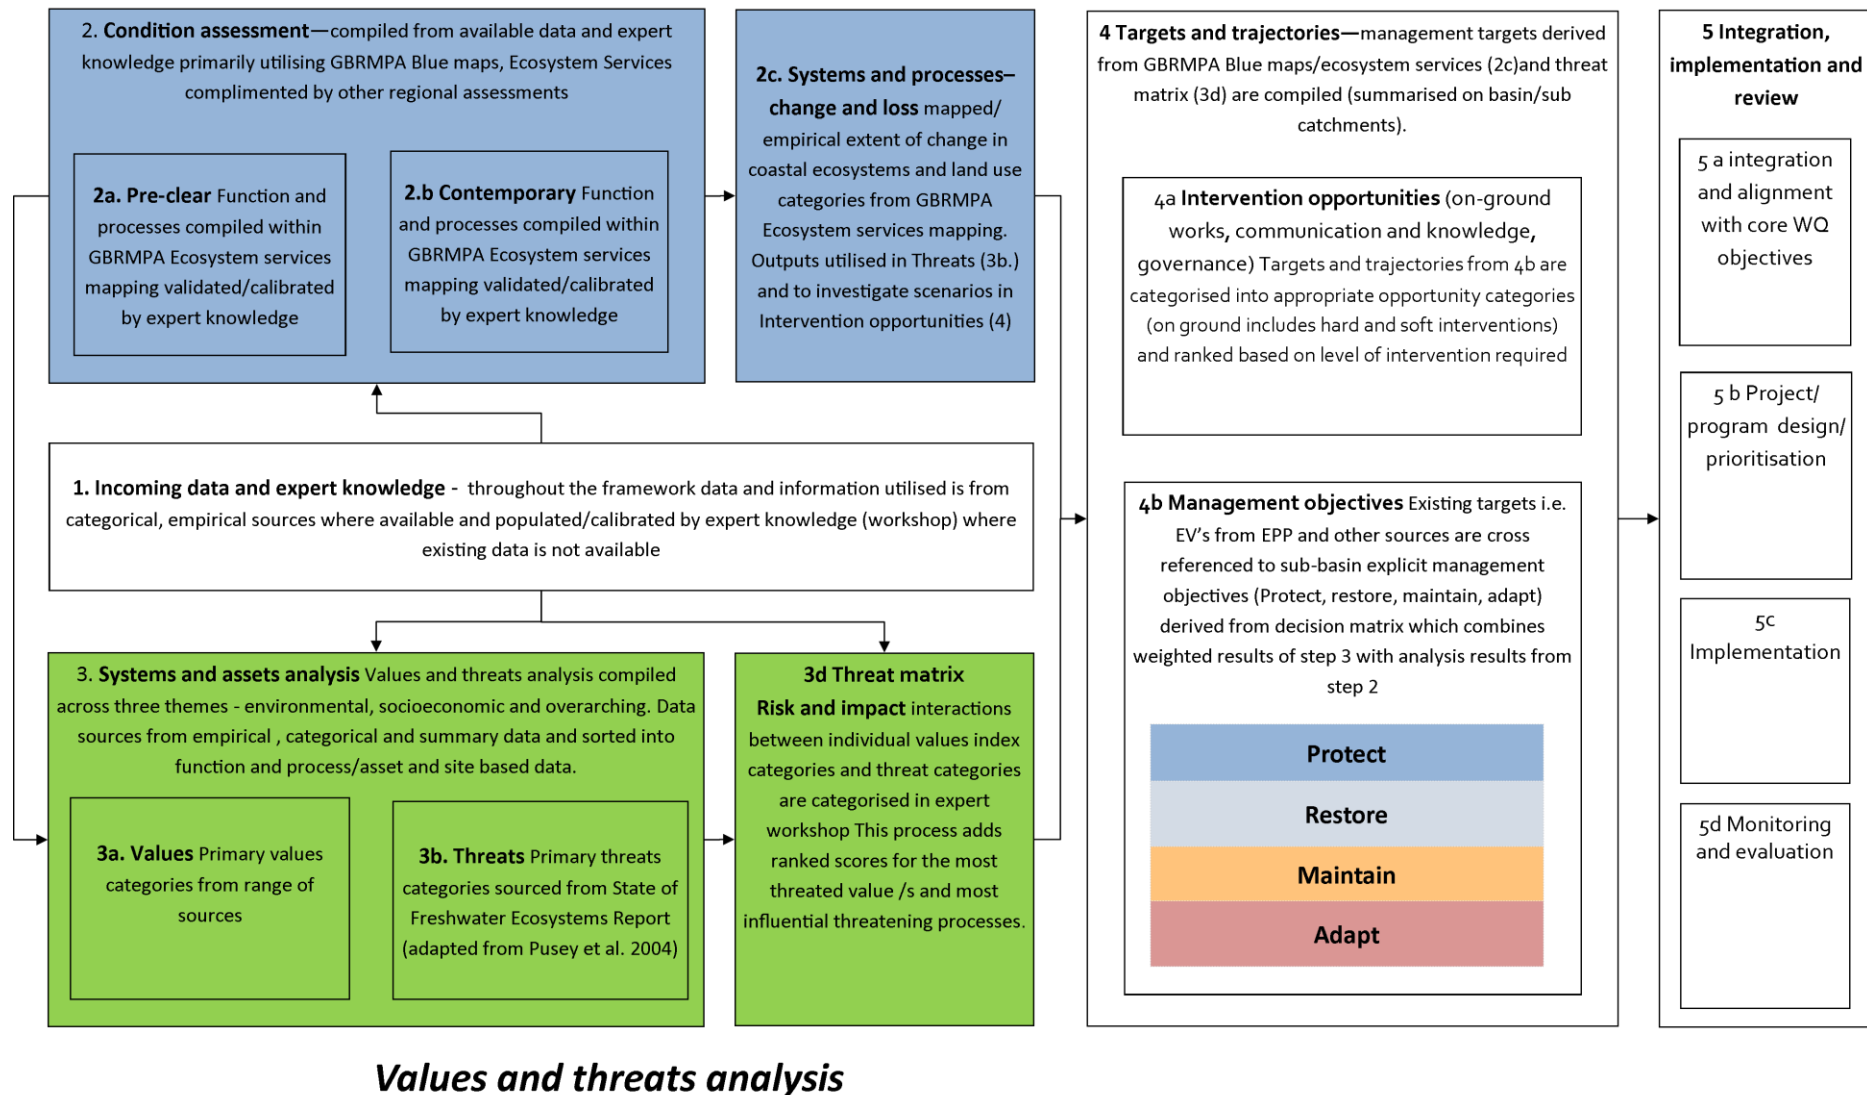 2. Condition assessment—compiled from available data and expert
knowledge primarily utilising GBRMPA Blue maps, Ecosystem Services
complimented by other regional assessments
2a. Pre-clear Function and
processes compiled within
GBRMPA Ecosystem services
mapping validated/calibrated
by expert knowledge
2.b Contemporary Function
and processes compiled within
GBRMPA Ecosystem services
mapping validated/calibrated
by expert knowledge
2c. Systems and processes–
change and loss mapped/
empirical extent of change in
coastal ecosystems and land use
categories from GBRMPA
Ecosystem services mapping.
Outputs utilised in Threats (3b.)
and to investigate scenarios in
Intervention opportunities (4)
1. Incoming data and expert knowledge - throughout the framework data and information utilised is from
categorical, empirical sources where available and populated/calibrated by expert knowledge (workshop) where
existing data is not available
3. Systems and assets analysis Values and threats analysis compiled
across three themes - environmental, socioeconomic and overarching. Data
sources from empirical , categorical and summary data and sorted into
function and process/asset and site based data.
3a. Values Primary values
categories from range of
sources
3b. Threats Primary threats
categories sourced from State of
Freshwater Ecosystems Report
(adapted from Pusey et al. 2004)
3d Threat matrix
Risk and impact interactions
between individual values index
categories and threat categories
are categorised in expert
workshop This process adds
ranked scores for the most
threated value /s and most
influential threatening processes.
4 Targets and trajectories—management targets derived
from GBRMPA Blue maps/ecosystem services (2c)and threat
matrix (3d) are compiled (summarised on basin/sub
catchments).
4a Intervention opportunities (on-ground
works, communication and knowledge,
governance) Targets and trajectories from 4b are
categorised into appropriate opportunity categories
(on ground includes hard and soft interventions)
and ranked based on level of intervention required
4b Management objectives Existing targets i.e.
EV's from EPP and other sources are cross
referenced to sub-basin explicit management
objectives (Protect, restore, maintain, adapt)
derived from decision matrix which combines
weighted results of step 3 with analysis results from
step 2
Protect
Restore
Maintain
Adapt
5 Integration,
implementation and
review
5 a integration
and alignment
with core WQ
objectives
5 b Project/
program design/
prioritisation
5c
Implementation
5d Monitoring
and evaluation
Values and threats analysis